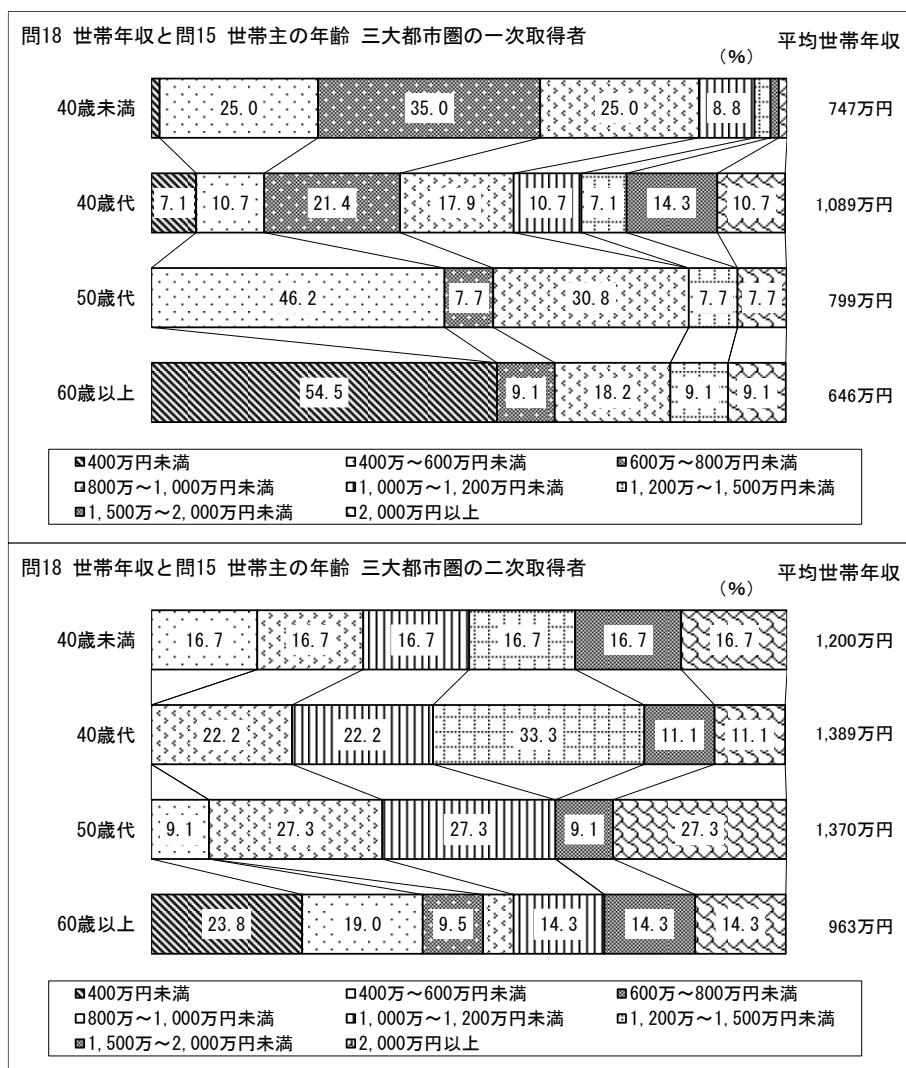 問18 世帯年収と問15 世帯主の年齢 三大都市圏の一次取得者
（%） 平均世帯年収
40歳未満 25.0 35.0 25.0 8.8 747万円
40歳代 7.1 10.7 21.4 17.9 10.7 7.1 14.3 10.7 1,089万円
50歳代 46.2 7.7 30.8 7.7 7.7 799万円
60歳以上 54.5 9.1 18.2 9.1 9.1 646万円
400万円未満 400万～600万円未満 600万～800万円未満
800万～1,000万円未満 1,000万～1,200万円未満 1,200万～1,500万円未満
1,500万～2,000万円未満 2,000万円以上
問18 世帯年収と問15 世帯主の年齢 三大都市圏の二次取得者
（%） 平均世帯年収
40歳未満 16.7 16.7 16.7 16.7 16.7 16.7 1,200万円
40歳代 22.2 22.2 33.3 11.1 11.1 1,389万円
50歳代 9.1 27.3 27.3 9.1 27.3 1,370万円
60歳以上 23.8 19.0 9.5 14.3 14.3 14.3 963万円
400万円未満 400万～600万円未満 600万～800万円未満
800万～1,000万円未満 1,000万～1,200万円未満 1,200万～1,500万円未満
1,500万～2,000万円未満 2,000万円以上